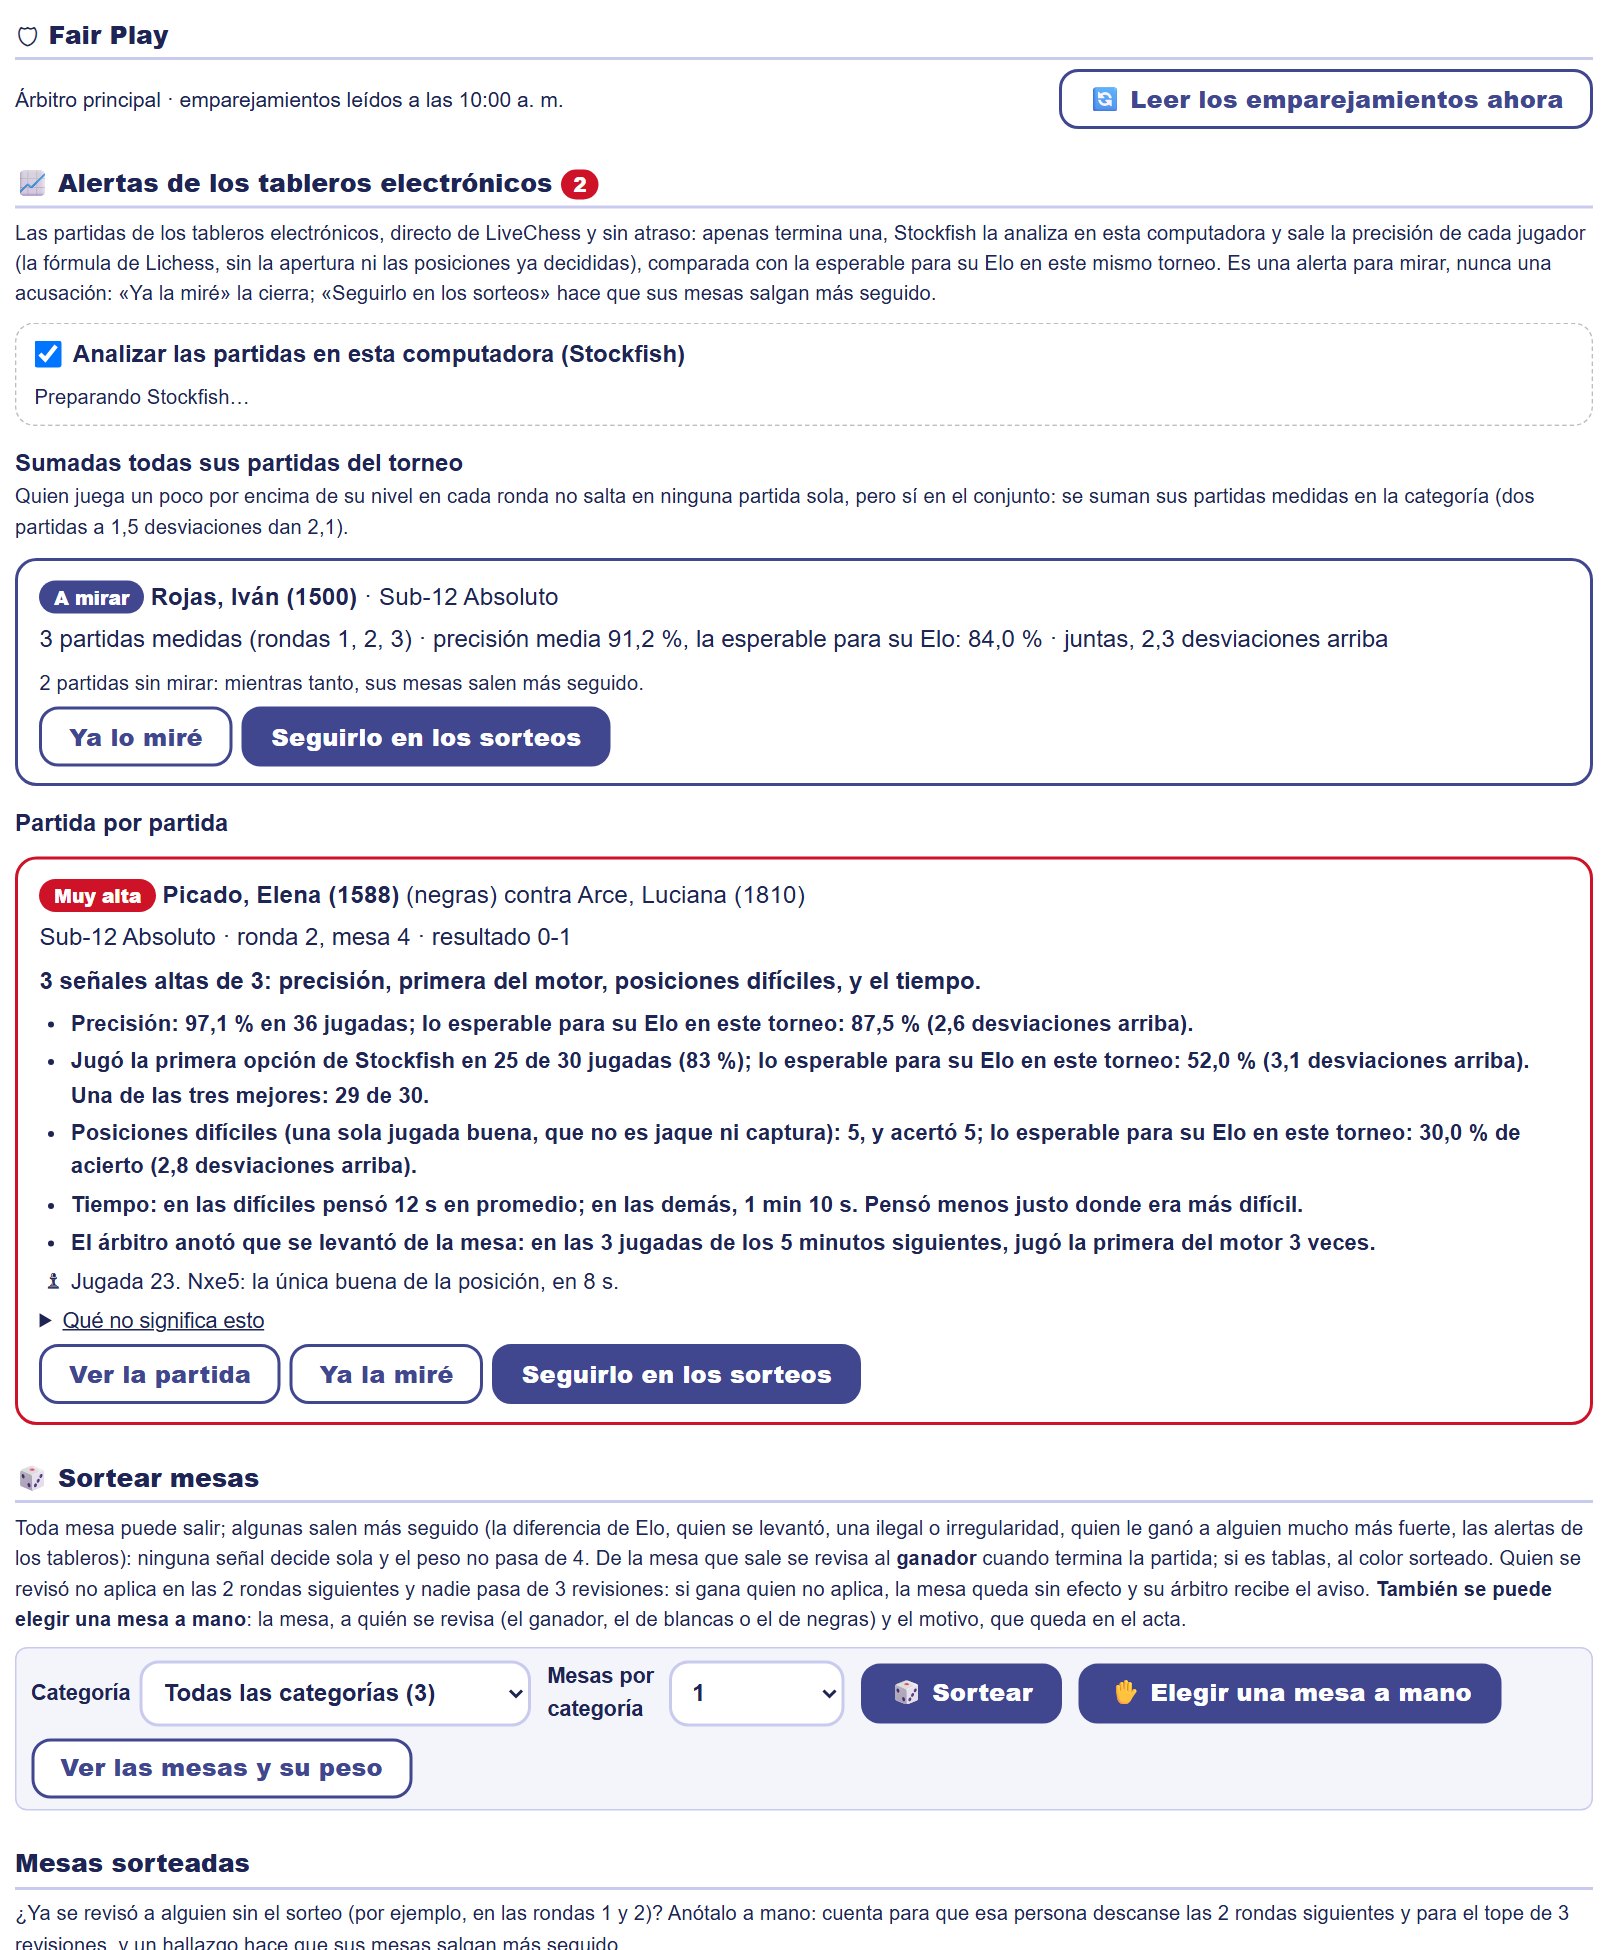 Fair Play
Árbitro principal · emparejamientos leídos a las 10:00 a. m.
Leer los emparejamientos ahora
Alertas de los tableros electrónicos 2
Las partidas de los tableros electrónicos, directo de LiveChess y sin atraso: apenas termina una, Stockfish la analiza en esta computadora y sale la precisión de cada jugador
(la fórmula de Lichess, sin la apertura ni las posiciones ya decididas), comparada con la esperable para su Elo en este mismo torneo. Es una alerta para mirar, nunca una
acusación: «Ya la miré» la cierra; «Seguirlo en los sorteos» hace que sus mesas salgan más seguido.
Analizar las partidas en esta computadora (Stockfish)
Preparando Stockfish…
Sumadas todas sus partidas del torneo
Quien juega un poco por encima de su nivel en cada ronda no salta en ninguna partida sola, pero sí en el conjunto: se suman sus partidas medidas en la categoría (dos
partidas a 1,5 desviaciones dan 2,1).
A mirar Rojas, Iván (1500) · Sub-12 Absoluto
3 partidas medidas (rondas 1, 2, 3) · precisión media 91,2 %, la esperable para su Elo: 84,0 % · juntas, 2,3 desviaciones arriba
2 partidas sin mirar: mientras tanto, sus mesas salen más seguido.
Ya lo miré Seguirlo en los sorteos
Partida por partida
Muy alta Picado, Elena (1588) (negras) contra Arce, Luciana (1810)
Sub-12 Absoluto · ronda 2, mesa 4 · resultado 0-1
3 señales altas de 3: precisión, primera del motor, posiciones difíciles, y el tiempo.
• Precisión: 97,1 % en 36 jugadas; lo esperable para su Elo en este torneo: 87,5 % (2,6 desviaciones arriba).
• Jugó la primera opción de Stockfish en 25 de 30 jugadas (83 %); lo esperable para su Elo en este torneo: 52,0 % (3,1 desviaciones arriba).
Una de las tres mejores: 29 de 30.
• Posiciones difíciles (una sola jugada buena, que no es jaque ni captura): 5, y acertó 5; lo esperable para su Elo en este torneo: 30,0 % de
acierto (2,8 desviaciones arriba).
• Tiempo: en las difíciles pensó 12 s en promedio; en las demás, 1 min 10 s. Pensó menos justo donde era más difícil.
• El árbitro anotó que se levantó de la mesa: en las 3 jugadas de los 5 minutos siguientes, jugó la primera del motor 3 veces.
Jugada 23. Nxe5: la única buena de la posición, en 8 s.
Qué no significa esto
Ver la partida Ya la miré Seguirlo en los sorteos
Sortear mesas
Toda mesa puede salir; algunas salen más seguido (la diferencia de Elo, quien se levantó, una ilegal o irregularidad, quien le ganó a alguien mucho más fuerte, las alertas de
los tableros): ninguna señal decide sola y el peso no pasa de 4. De la mesa que sale se revisa al ganador cuando termina la partida; si es tablas, al color sorteado. Quien se
revisó no aplica en las 2 rondas siguientes y nadie pasa de 3 revisiones: si gana quien no aplica, la mesa queda sin efecto y su árbitro recibe el aviso. También se puede
elegir una mesa a mano: la mesa, a quién se revisa (el ganador, el de blancas o el de negras) y el motivo, que queda en el acta.
Categoría Todas las categorías (3) Mesas por categoría 1 Sortear Elegir una mesa a mano
Ver las mesas y su peso
Mesas sorteadas
¿Ya se revisó a alguien sin el sorteo (por ejemplo, en las rondas 1 y 2)? Anótalo a mano: cuenta para que esa persona descanse las 2 rondas siguientes y para el tope de 3
revisiones, y un hallazgo hace que sus mesas salgan más seguido